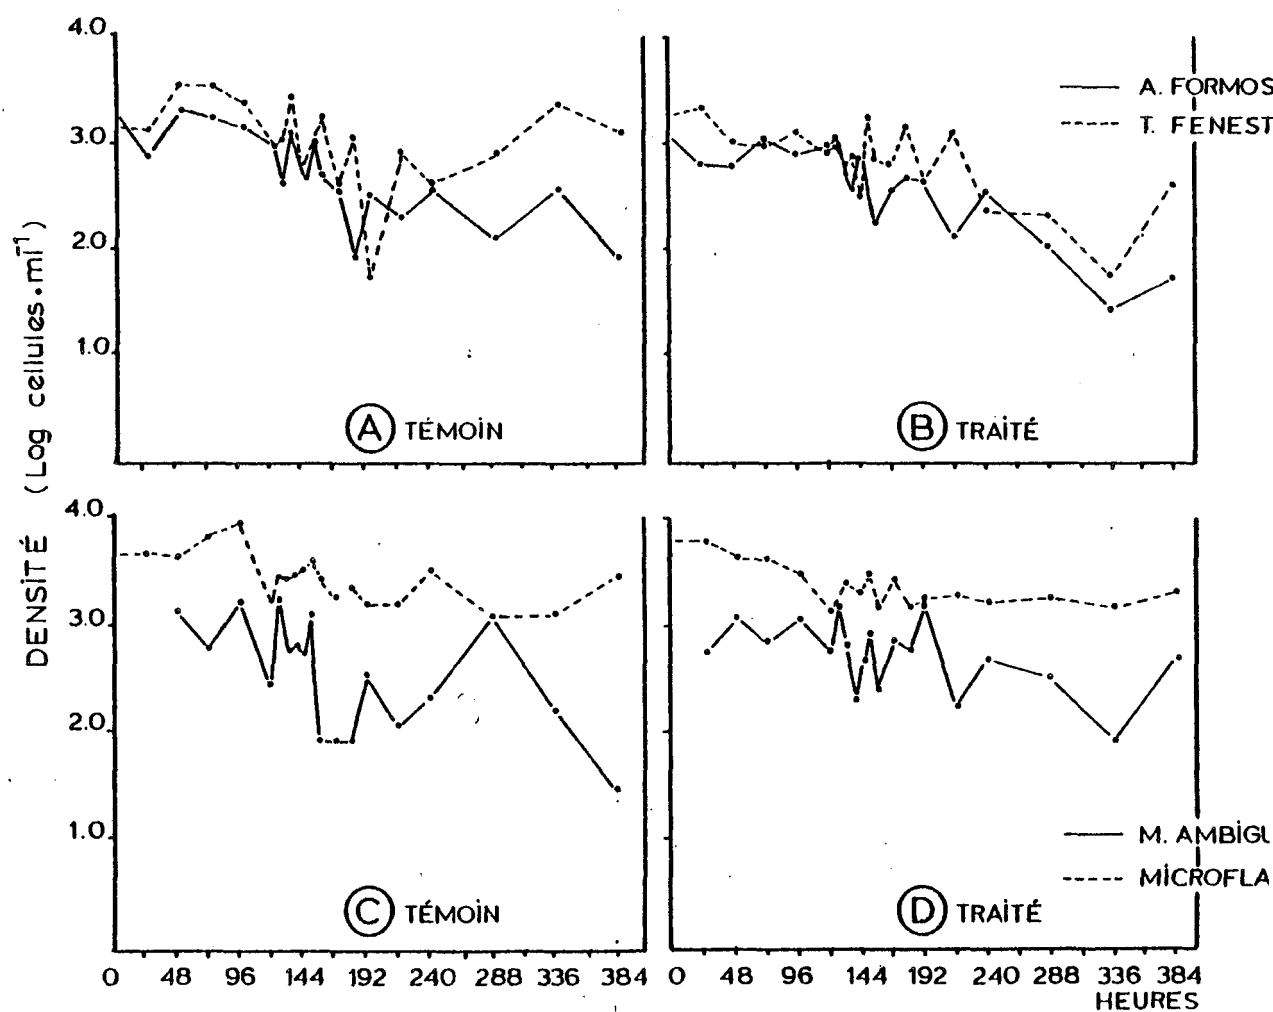 4.0
3.0
2.0
1.0
A. FORMOS
T. FENEST
A TÉMOIN
B TRAITÉ
DENSITÉ (Log cellules.ml⁻¹)
4.0
3.0
2.0
1.0
M. AMBIGU
MICROFLA
C TÉMOIN
D TRAITÉ
0 48 96 144 192 240 288 336 384
0 48 96 144 192 240 288 336 384
HEURES